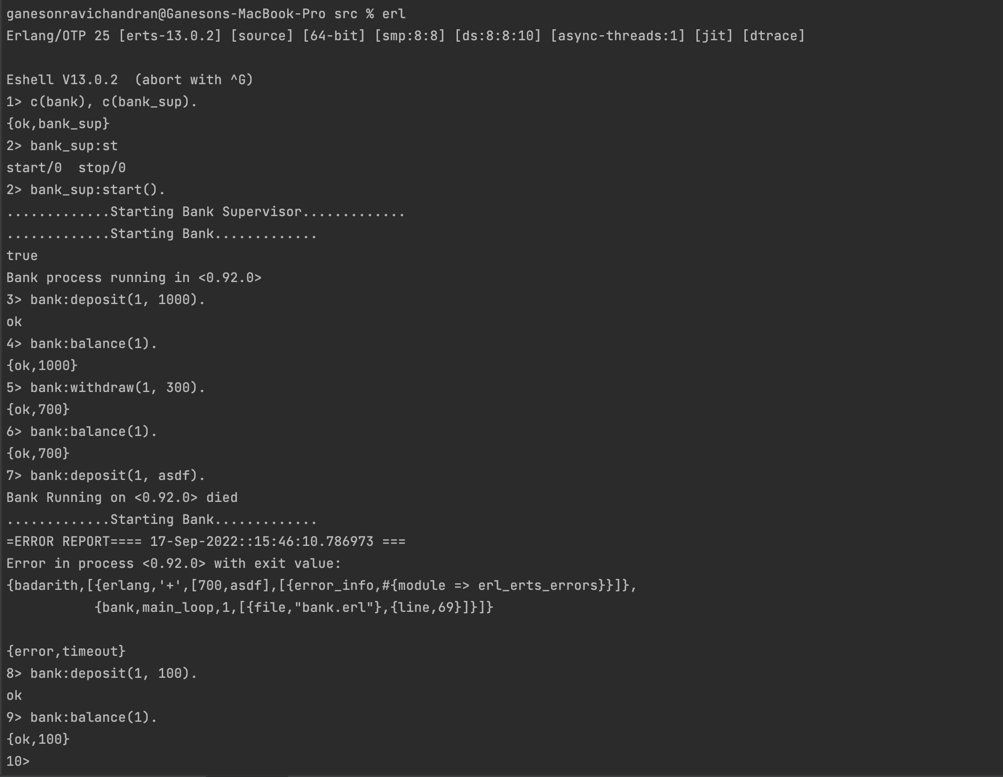 ganesonravichandran@Ganesons-MacBook-Pro src % erl
Erlang/OTP 25 [erts-13.0.2] [source] [64-bit] [smp:8:8] [ds:8:8:10] [async-threads:1] [jit] [dtrace]
Eshell V13.0.2  (abort with ^G)
1> c(bank), c(bank_sup).
{ok,bank_sup}
2> bank_sup:st
start/0  stop/0
2> bank_sup:start().
.............Starting Bank Supervisor.............
.............Starting Bank.............
true
Bank process running in <0.92.0>
3> bank:deposit(1, 1000).
ok
4> bank:balance(1).
{ok,1000}
5> bank:withdraw(1, 300).
{ok,700}
6> bank:balance(1).
{ok,700}
7> bank:deposit(1, asdf).
Bank Running on <0.92.0> died
.............Starting Bank.............
=ERROR REPORT==== 17-Sep-2022::15:46:10.786973 ===
Error in process <0.92.0> with exit value:
{badarith,[{erlang,'+',[700,asdf],[{error_info,#{module => erl_erts_errors}}]},
           {bank,main_loop,1,[{file,"bank.erl"},{line,69}]}]}
{error,timeout}
8> bank:deposit(1, 100).
ok
9> bank:balance(1).
{ok,100}
10>